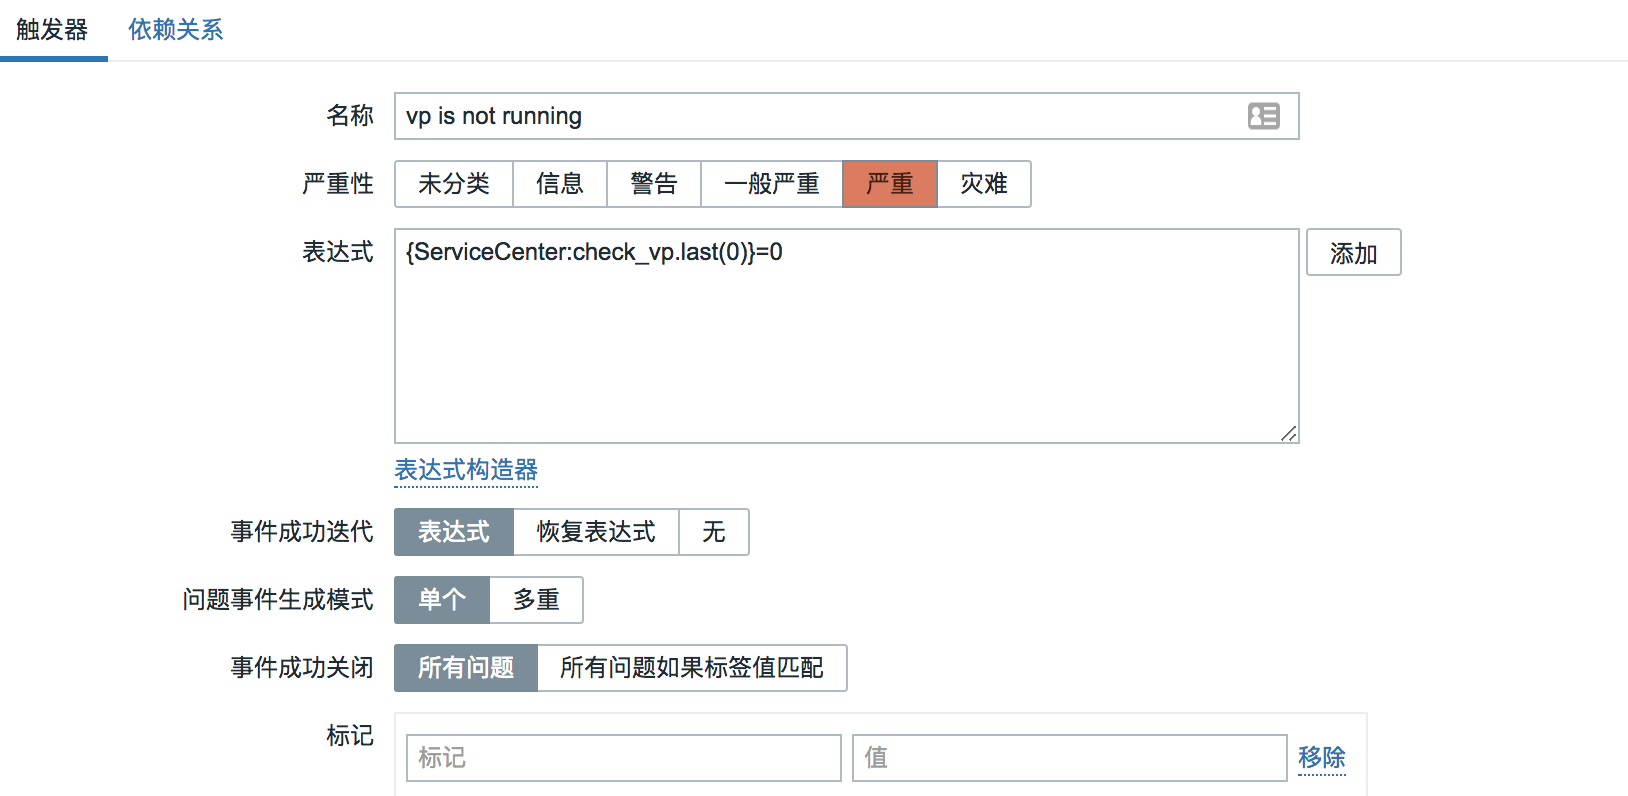 触发器 依赖关系
名称 vp is not running
严重性 未分类 信息 警告 一般严重 严重 灾难
表达式 {ServiceCenter:check_vp.last(0)}=0 添加
表达式构造器
事件成功迭代 表达式 恢复表达式 无
问题事件生成模式 单个 多重
事件成功关闭 所有问题 所有问题如果标签值匹配
标记 标记 值 移除